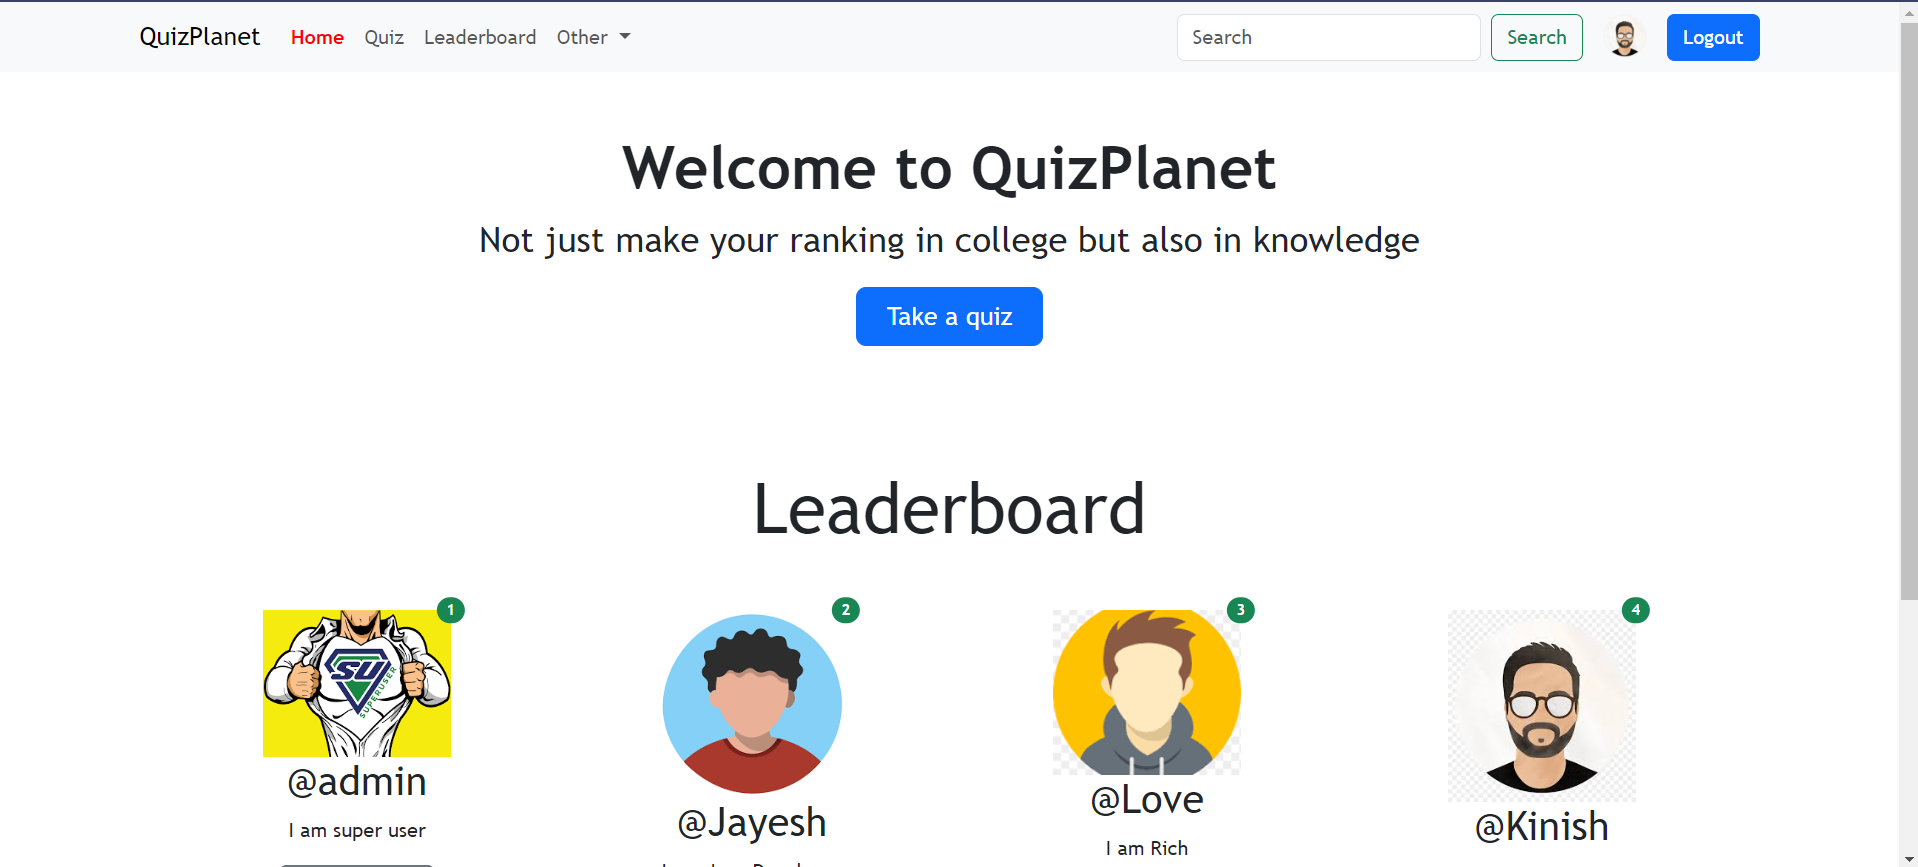 QuizPlanet Home Quiz Leaderboard Other Search Search Logout
Welcome to QuizPlanet
Not just make your ranking in college but also in knowledge
Take a quiz
Leaderboard
1
SU
SUPERUSER
@admin
I am super user
2
@Jayesh
3
@Love
I am Rich
4
@Kinish